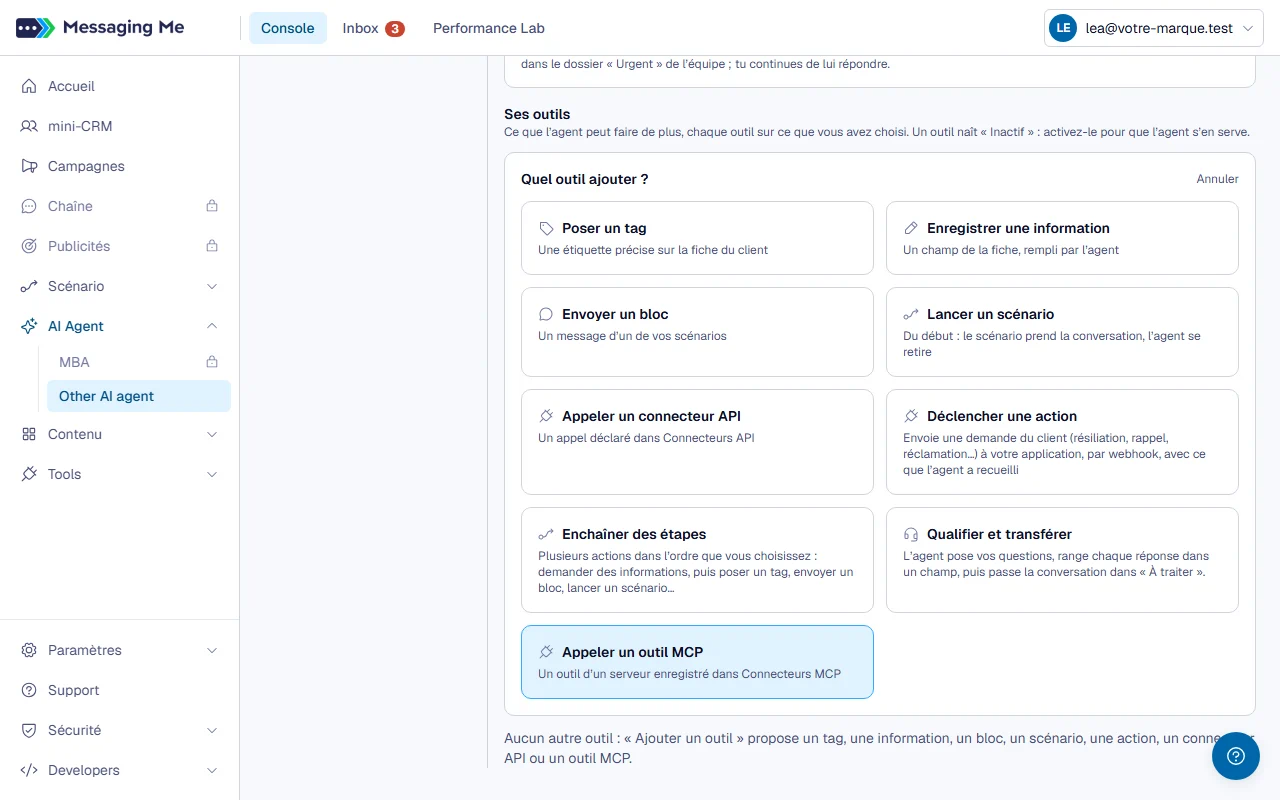 Messaging Me
Console
Inbox 3
Performance Lab
LE lea@votre-marque.test
Accueil
mini-CRM
Campagnes
Chaîne
Publicités
Scénario
AI Agent
MBA
Other AI agent
Contenu
Tools
Paramètres
Support
Sécurité
Developers
dans le dossier « Urgent » de l'équipe ; tu continues de lui répondre.
Ses outils
Ce que l'agent peut faire de plus, chaque outil sur ce que vous avez choisi. Un outil naît « Inactif » : activez-le pour que l'agent s'en serve.
Quel outil ajouter ?
Annuler
Poser un tag
Une étiquette précise sur la fiche du client
Enregistrer une information
Un champ de la fiche, rempli par l'agent
Envoyer un bloc
Un message d'un de vos scénarios
Lancer un scénario
Du début : le scénario prend la conversation, l'agent se
retire
Appeler un connecteur API
Un appel déclaré dans Connecteurs API
Déclencher une action
Envoie une demande du client (résiliation, rappel,
réclamation…) à votre application, par webhook, avec ce
que l'agent a recueilli
Enchaîner des étapes
Plusieurs actions dans l'ordre que vous choisissez :
demander des informations, puis poser un tag, envoyer un
bloc, lancer un scénario…
Qualifier et transférer
L'agent pose vos questions, range chaque réponse dans
un champ, puis passe la conversation dans « À traiter ».
Appeler un outil MCP
Un outil d'un serveur enregistré dans Connecteurs MCP
Aucun autre outil : « Ajouter un outil » propose un tag, une information, un bloc, un scénario, une action, un
API ou un outil MCP.